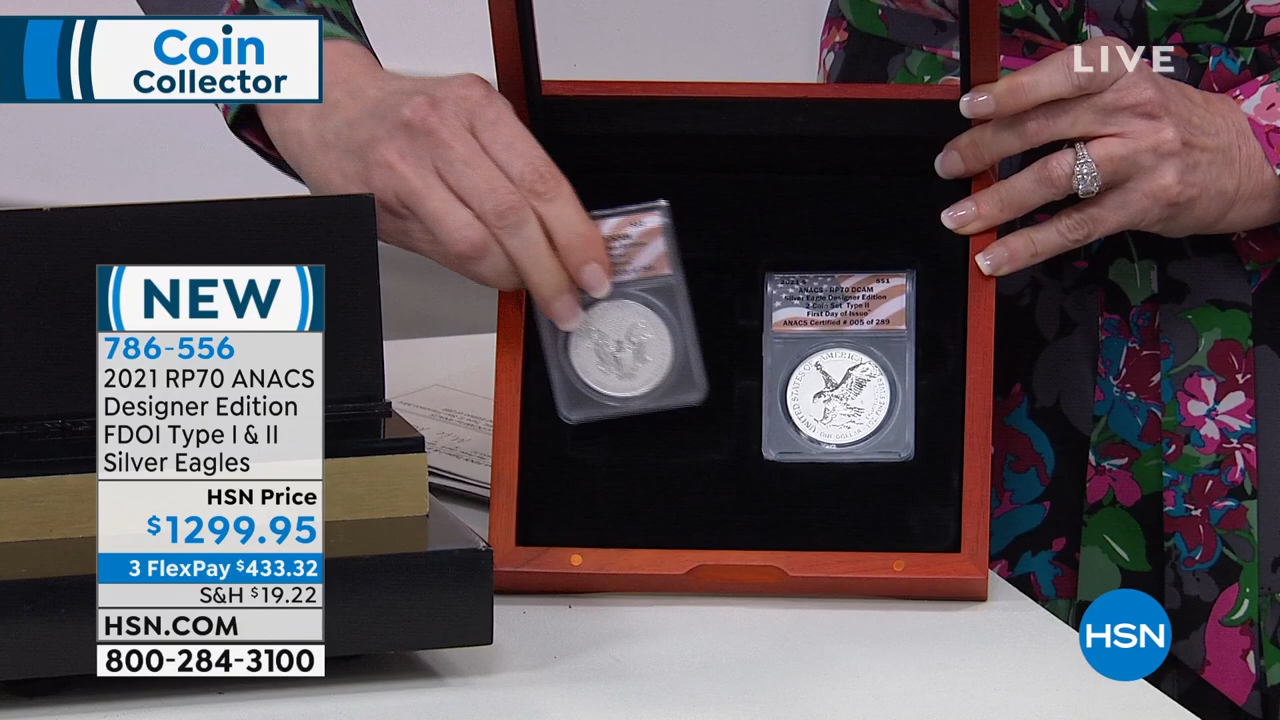 Coin
Collector
LIVE
NEW
786-556
2021 RP70 ANACS
Designer Edition
FDOI Type I & II
Silver Eagles
HSN Price
$1299.95
3 FlexPay $433.32
S&H $19.22
HSN.COM
800-284-3100
$1
ANACS - RP70 DCAM
Silver Eagle Designer Edition
2 Coin Set Type II
First Day of Issue
ANACS Certified # 005 of 289
UNITED STATES OF AMERICA
ONE DOLLAR
HSN